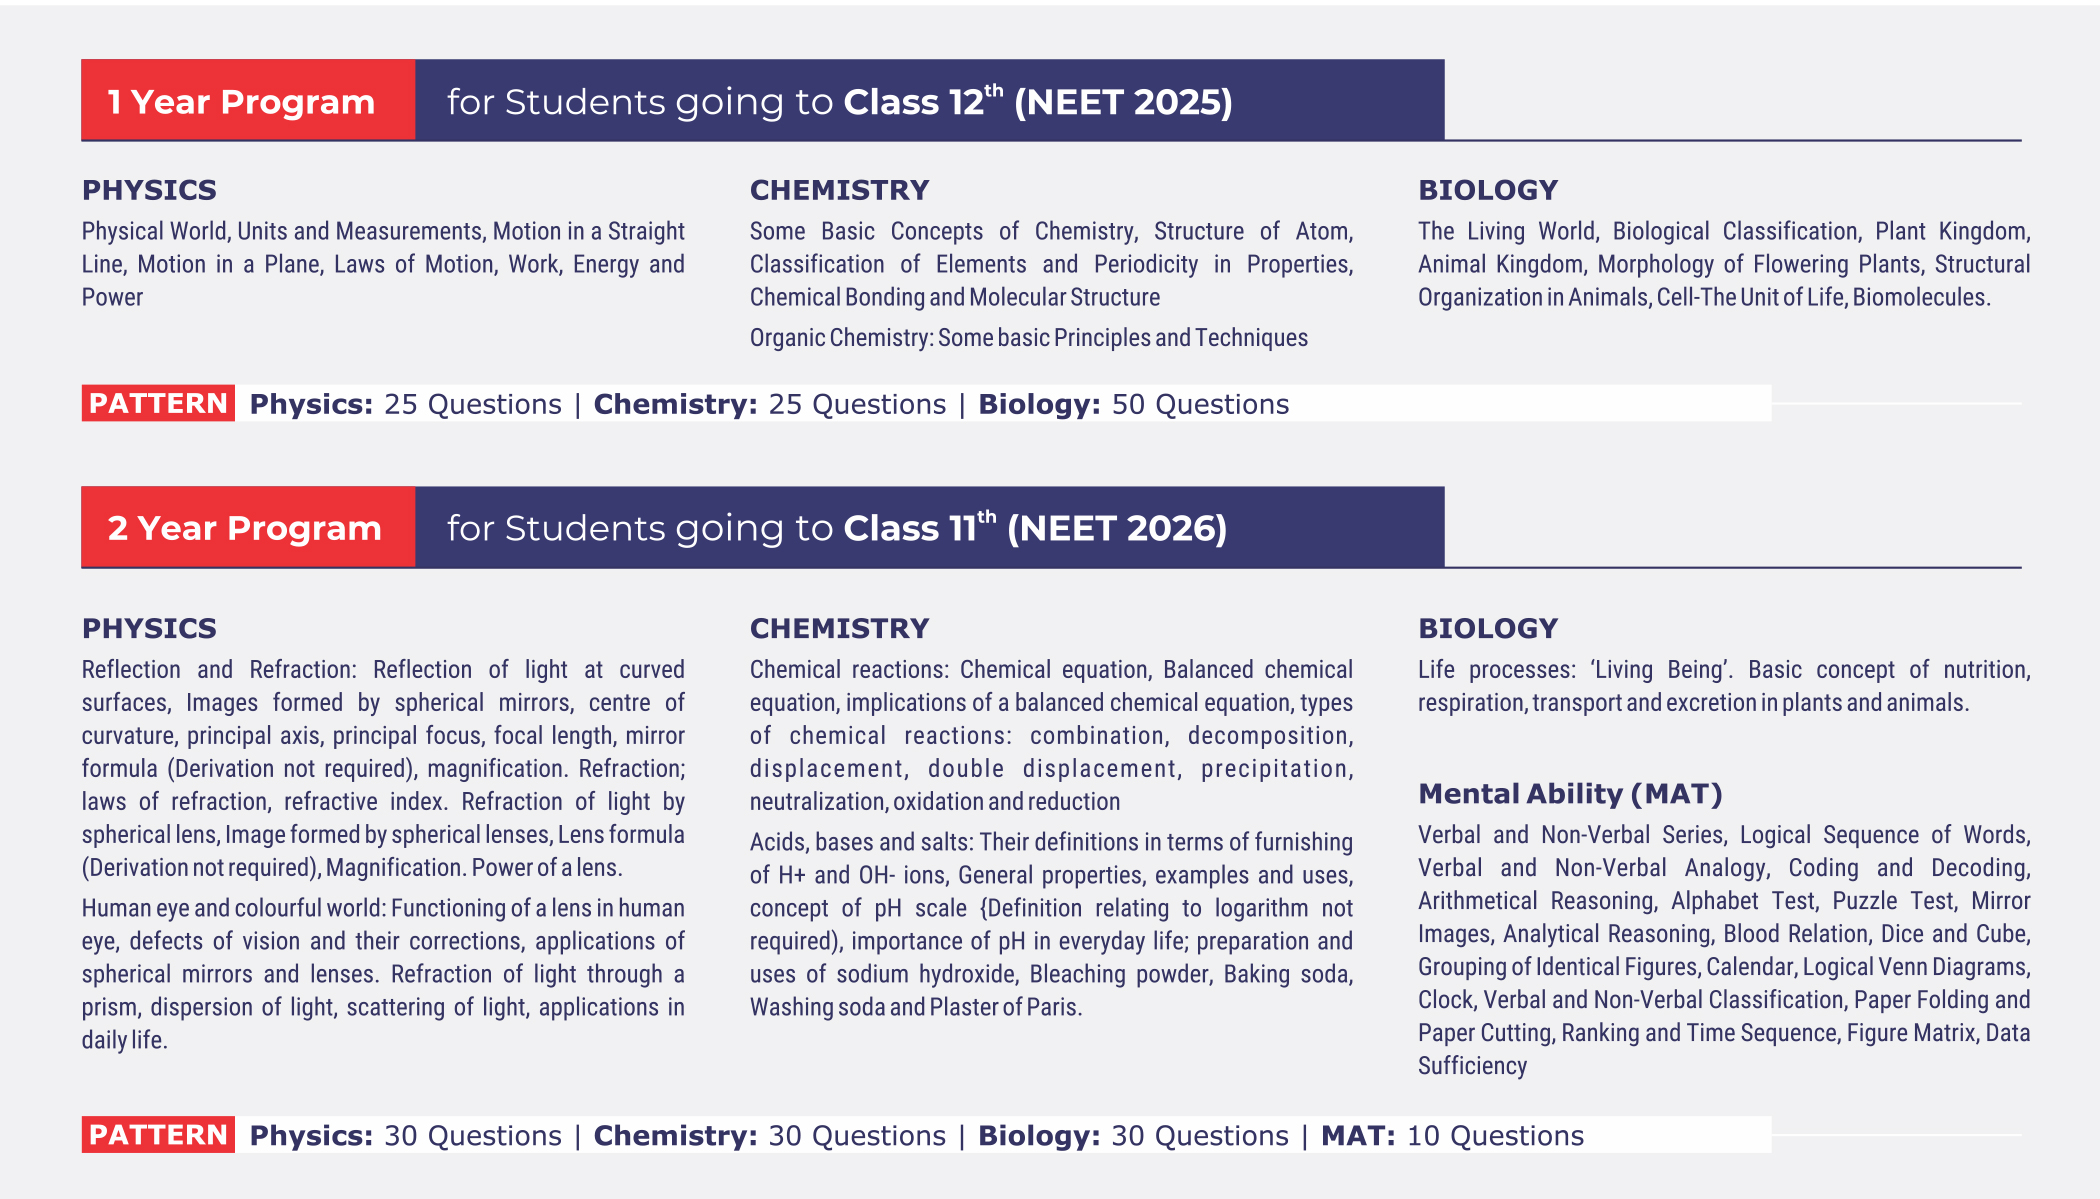 1 Year Program for Students going to Class 12th (NEET 2025)
PHYSICS
Physical World, Units and Measurements, Motion in a Straight
Line, Motion in a Plane, Laws of Motion, Work, Energy and
Power
CHEMISTRY
Some Basic Concepts of Chemistry, Structure of Atom,
Classification of Elements and Periodicity in Properties,
Chemical Bonding and Molecular Structure
Organic Chemistry: Some basic Principles and Techniques
BIOLOGY
The Living World, Biological Classification, Plant Kingdom,
Animal Kingdom, Morphology of Flowering Plants, Structural
Organization in Animals, Cell-The Unit of Life, Biomolecules.
PATTERN Physics: 25 Questions | Chemistry: 25 Questions | Biology: 50 Questions
2 Year Program for Students going to Class 11th (NEET 2026)
PHYSICS
Reflection and Refraction: Reflection of light at curved
surfaces, Images formed by spherical mirrors, centre of
curvature, principal axis, principal focus, focal length, mirror
formula (Derivation not required), magnification. Refraction;
laws of refraction, refractive index. Refraction of light by
spherical lens, Image formed by spherical lenses, Lens formula
(Derivation not required), Magnification. Power of a lens.
Human eye and colourful world: Functioning of a lens in human
eye, defects of vision and their corrections, applications of
spherical mirrors and lenses. Refraction of light through a
prism, dispersion of light, scattering of light, applications in
daily life.
CHEMISTRY
Chemical reactions: Chemical equation, Balanced chemical
equation, implications of a balanced chemical equation, types
of chemical reactions: combination, decomposition,
displacement, double displacement, precipitation,
neutralization, oxidation and reduction
Acids, bases and salts: Their definitions in terms of furnishing
of H+ and OH- ions, General properties, examples and uses,
concept of pH scale {Definition relating to logarithm not
required), importance of pH in everyday life; preparation and
uses of sodium hydroxide, Bleaching powder, Baking soda,
Washing soda and Plaster of Paris.
BIOLOGY
Life processes: ‘Living Being’. Basic concept of nutrition,
respiration, transport and excretion in plants and animals.
Mental Ability (MAT)
Verbal and Non-Verbal Series, Logical Sequence of Words,
Verbal and Non-Verbal Analogy, Coding and Decoding,
Arithmetical Reasoning, Alphabet Test, Puzzle Test, Mirror
Images, Analytical Reasoning, Blood Relation, Dice and Cube,
Grouping of Identical Figures, Calendar, Logical Venn Diagrams,
Clock, Verbal and Non-Verbal Classification, Paper Folding and
Paper Cutting, Ranking and Time Sequence, Figure Matrix, Data
Sufficiency
PATTERN Physics: 30 Questions | Chemistry: 30 Questions | Biology: 30 Questions | MAT: 10 Questions